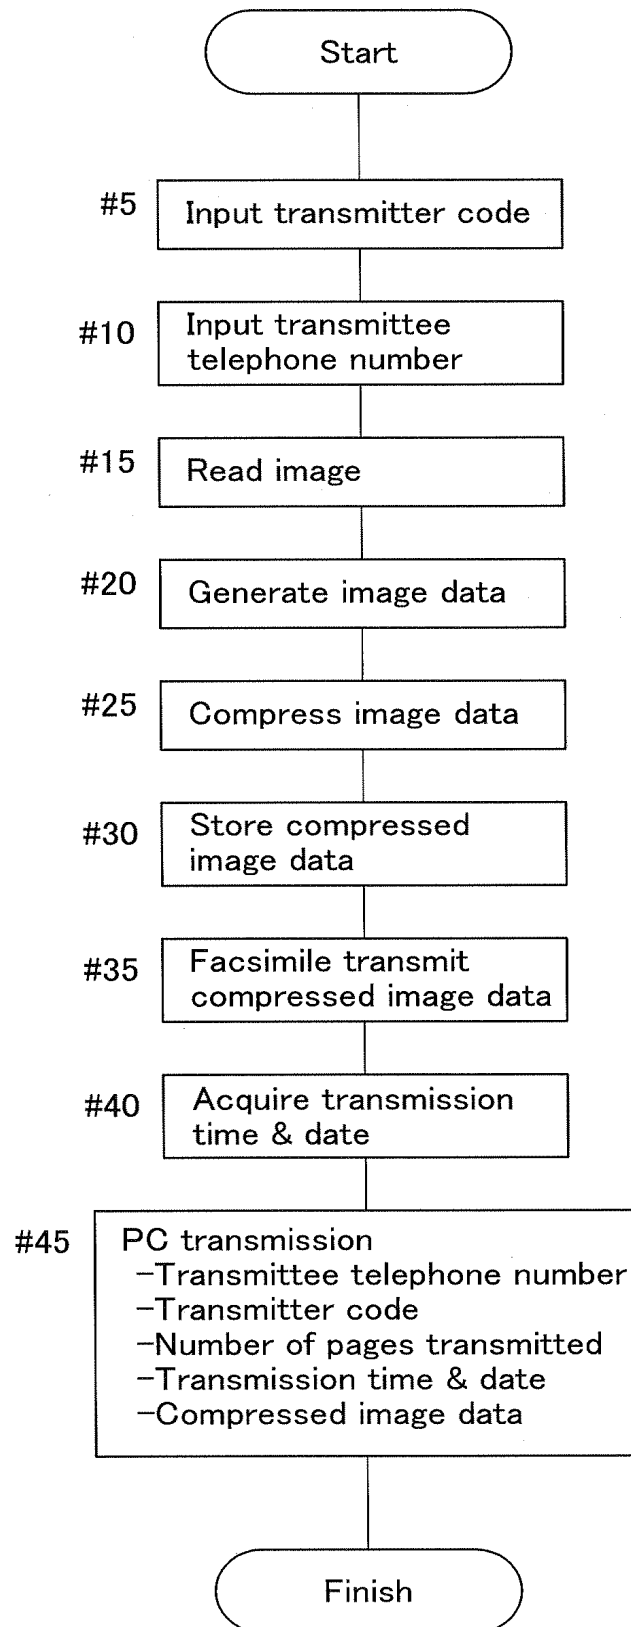 Start
#5
Input transmitter code
#10
Input transmittee
telephone number
#15
Read image
#20
Generate image data
#25
Compress image data
#30
Store compressed
image data
#35
Facsimile transmit
compressed image data
#40
Acquire transmission
time & date
#45
PC transmission
-Transmittee telephone number
-Transmitter code
-Number of pages transmitted
-Transmission time & date
-Compressed image data
Finish